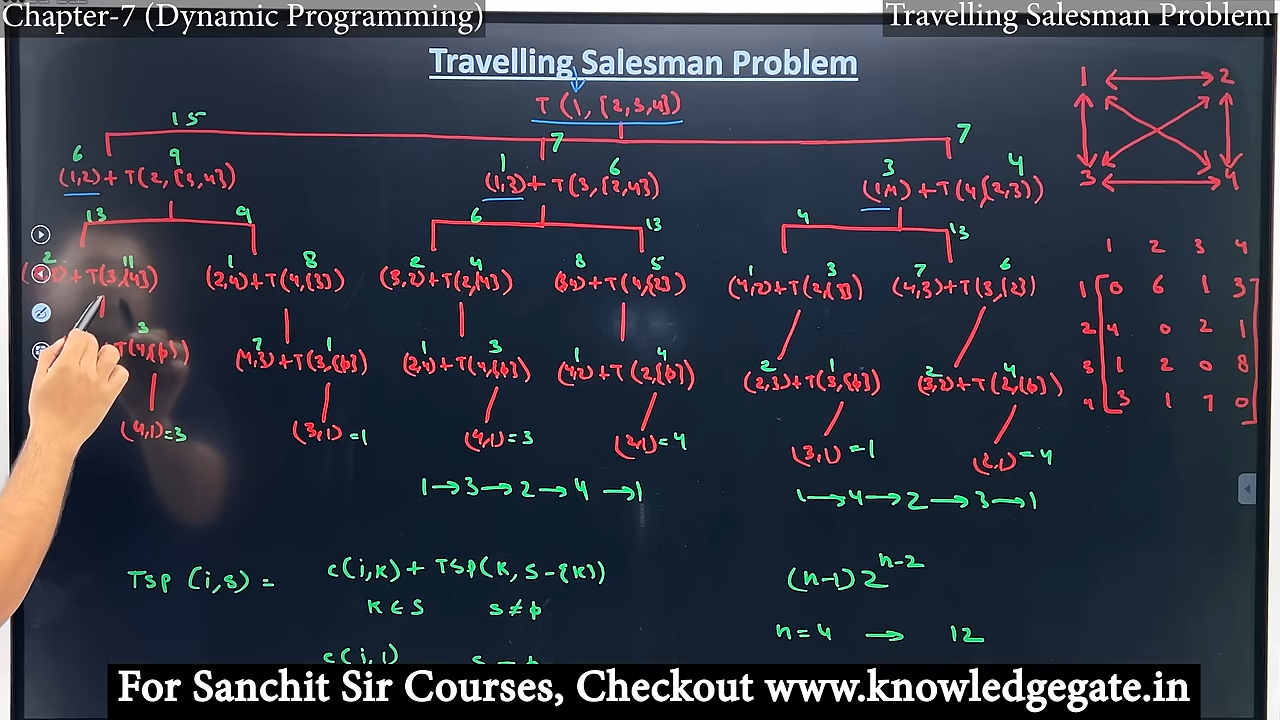 Chapter-7 (Dynamic Programming)
Travelling Salesman Problem
Travelling Salesman Problem
T (1, {2,3,4})
15
7
7
6 9
(1,2) + T(2, {3,4})
1 6
(1,3) + T(3, {2,4})
3 4
(1,4) + T(4,{2,3})
13 9
6 13
4 13
2 11
+ T(3,{4})
1 8
(2,4) + T(4,{3})
2 4
(3,2) + T(2,{4})
8 5
(3,4) + T(4,{2})
1 3
(4,2) + T(2,{3})
7 6
(4,3) + T(3,{2})
3
T(4,{ϕ})
7 1
(4,3) + T(3,{ϕ})
1 3
(2,4) + T(4,{ϕ})
1 4
(4,2) + T(2,{ϕ})
2 1
(2,3) + T(3,{ϕ})
2 4
(3,2) + T(2,{ϕ})
(4,1) = 3
(3,1) = 1
(4,1) = 3
(2,1) = 4
(3,1) = 1
(2,1) = 4
1 → 3 → 2 → 4 → 1
1 → 4 → 2 → 3 → 1
TSP (i,s) =
c(i,k) + TSP(k, s-{k})
k ∈ s s ≠ ϕ
c(i,1)
(n-1) 2^(n-2)
n = 4 → 12
1 2
3 4
1 2 3 4
1 0 6 1 3
2 4 0 2 1
3 1 2 0 8
4 3 1 7 0
For Sanchit Sir Courses, Checkout www.knowledgegate.in